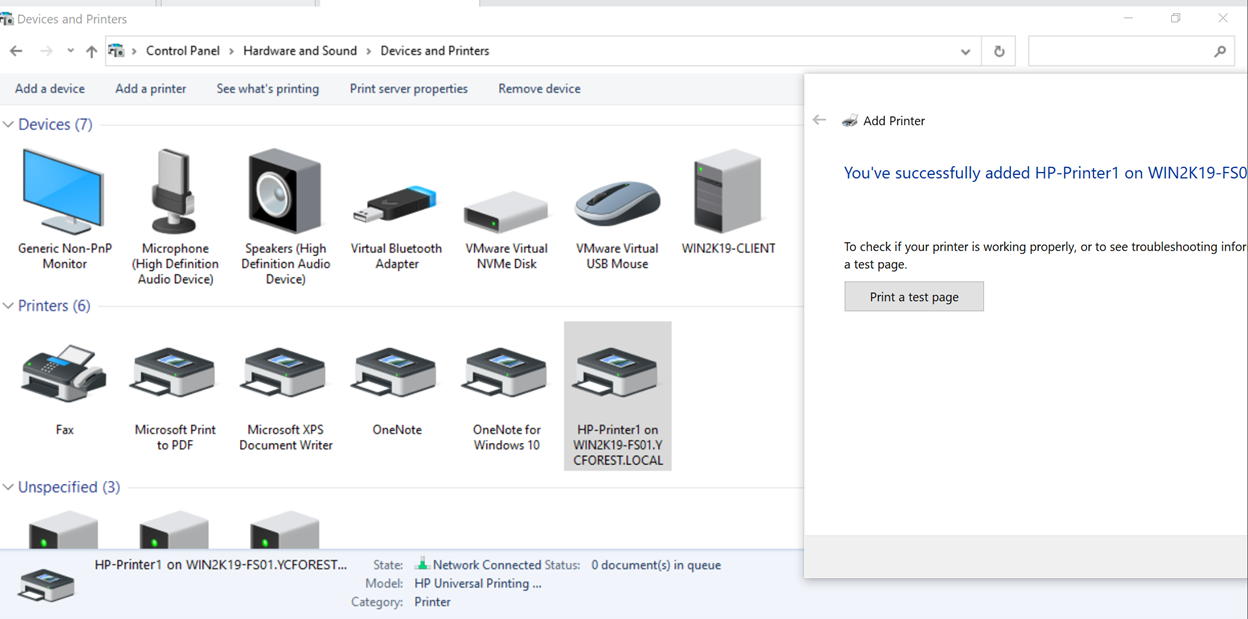 Devices and Printers
Control Panel › Hardware and Sound › Devices and Printers
Add a device Add a printer See what's printing Print server properties Remove device
Devices (7)
Generic Non-PnP
Monitor
Microphone
(High Definition
Audio Device)
Speakers (High
Definition Audio
Device)
Virtual Bluetooth
Adapter
VMware Virtual
NVMe Disk
VMware Virtual
USB Mouse
WIN2K19-CLIENT
Printers (6)
Fax
Microsoft Print
to PDF
Microsoft XPS
Document Writer
OneNote
OneNote for
Windows 10
HP-Printer1 on
WIN2K19-FS01.Y
CFOREST.LOCAL
Unspecified (3)
HP-Printer1 on WIN2K19-FS01.YCFOREST...
State: Network Connected Status: 0 document(s) in queue
Model: HP Universal Printing ...
Category: Printer
Add Printer
You've successfully added HP-Printer1 on WIN2K19-FS0
To check if your printer is working properly, or to see troubleshooting infor
a test page.
Print a test page